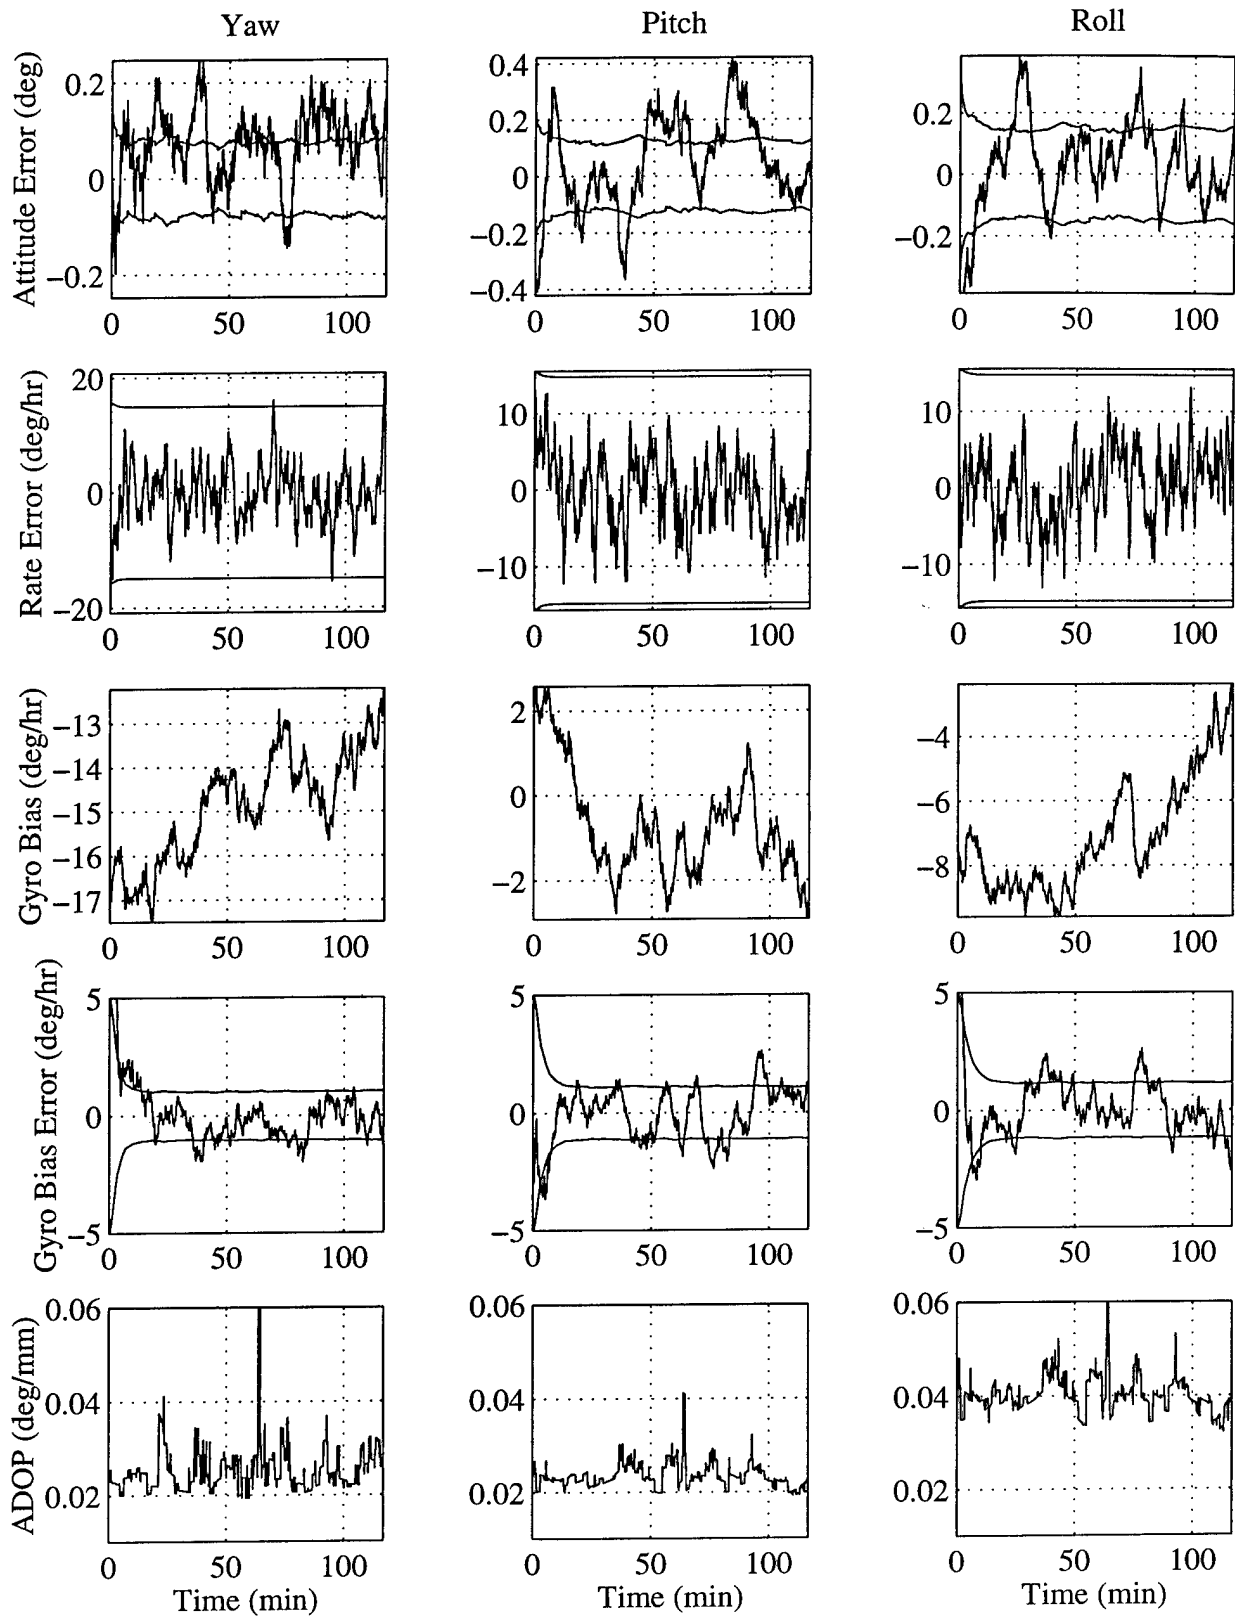 Yaw Pitch Roll
Attitude Error (deg)
0.2
0
−0.2
0 50 100
0.4
0.2
0
−0.2
−0.4
0 50 100
0.2
0
−0.2
0 50 100
Rate Error (deg/hr)
20
0
−20
0 50 100
10
0
−10
0 50 100
10
0
−10
0 50 100
Gyro Bias (deg/hr)
−13
−14
−15
−16
−17
0 50 100
2
0
−2
0 50 100
−4
−6
−8
0 50 100
Gyro Bias Error (deg/hr)
5
0
−5
0 50 100
5
0
−5
0 50 100
5
0
−5
0 50 100
ADOP (deg/mm)
0.06
0.04
0.02
0 50 100
Time (min)
0.06
0.04
0.02
0 50 100
Time (min)
0.06
0.04
0.02
0 50 100
Time (min)